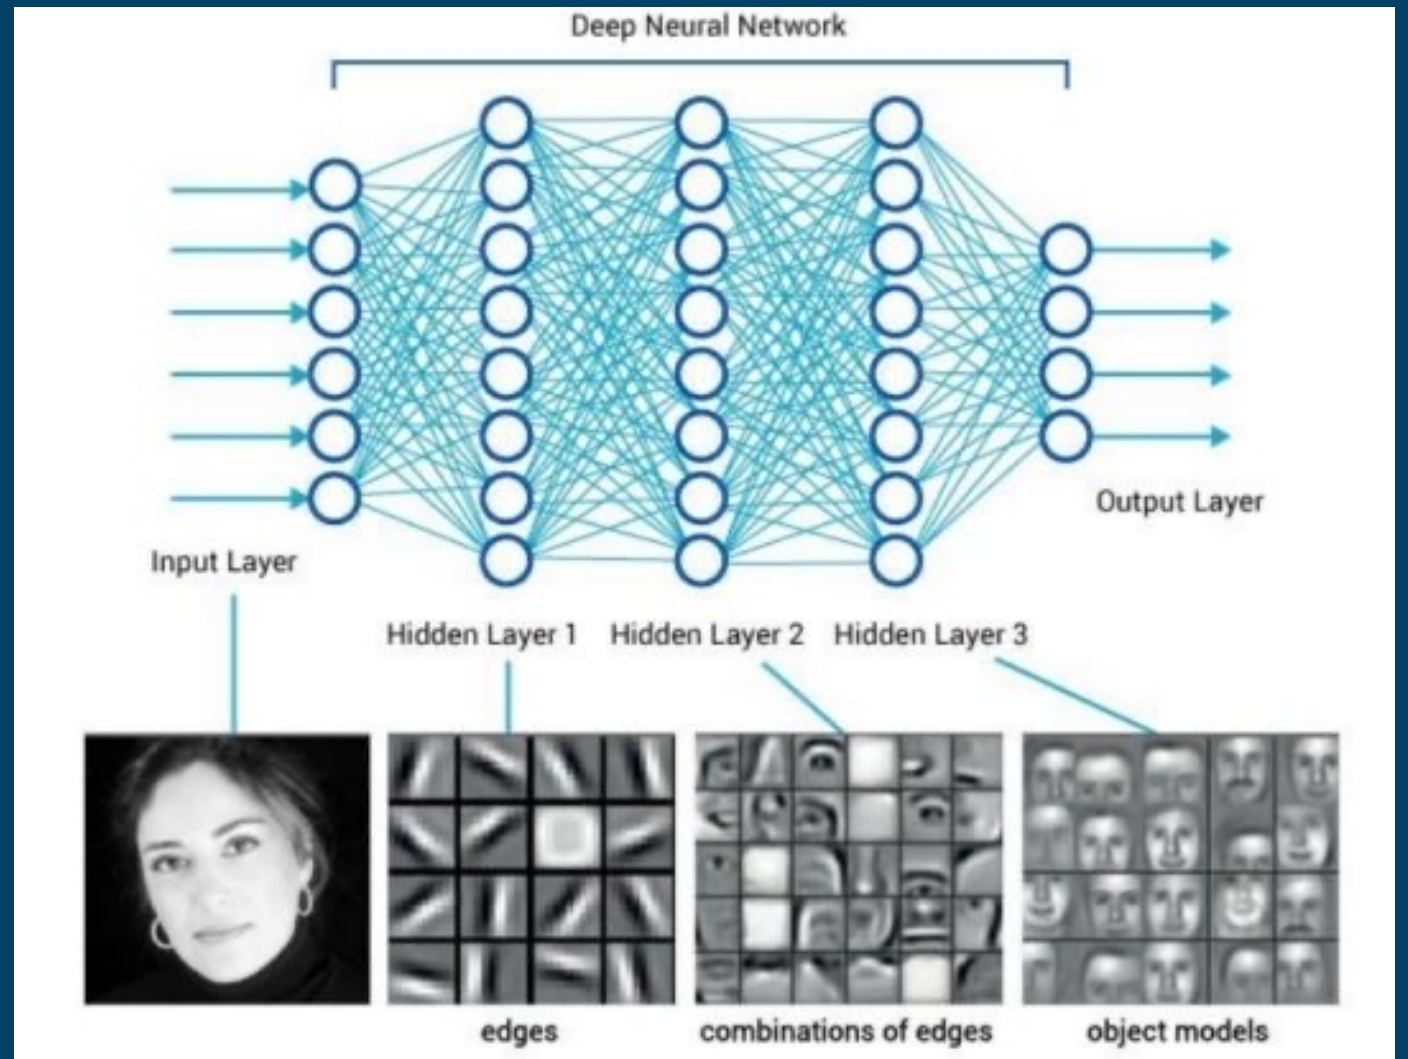 Deep Neural Network
Output Layer
Input Layer
Hidden Layer 1
Hidden Layer 2
Hidden Layer 3
edges
combinations of edges
object models